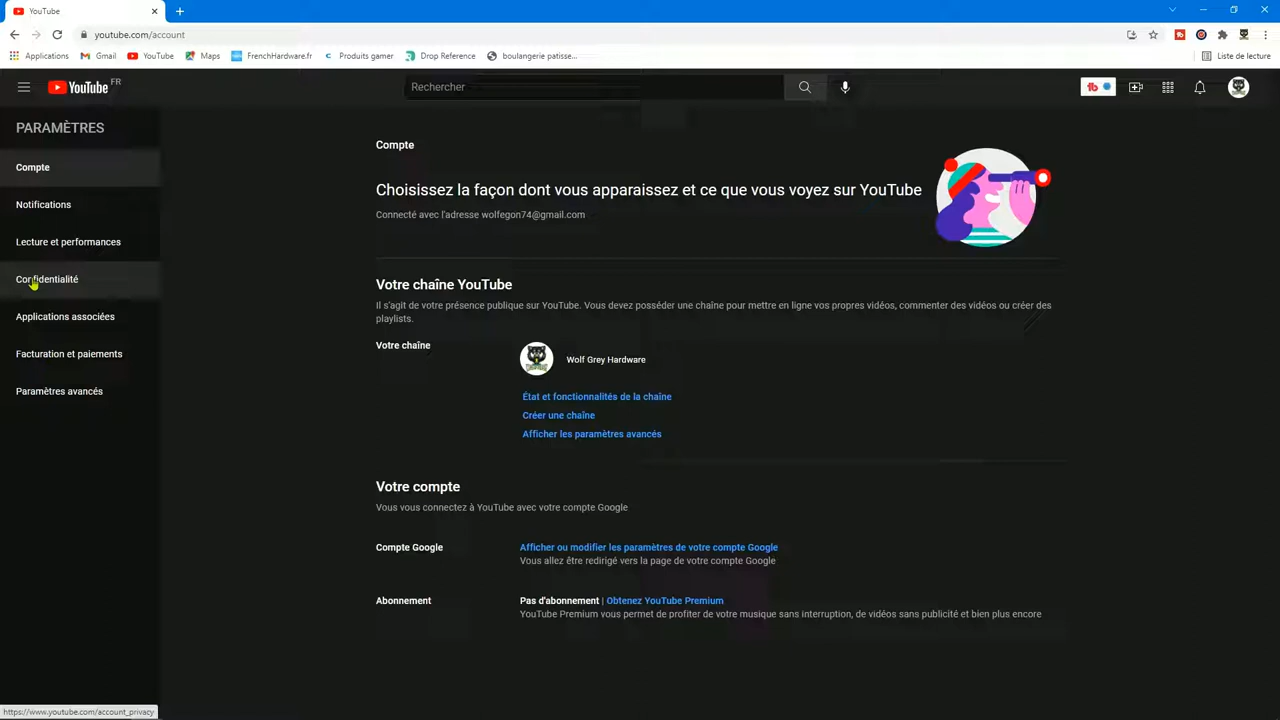 YouTube
youtube.com/account
Applications
Gmail
YouTube
Maps
FrenchHardware.fr
Produits gamer
Drop Reference
boulangerie patisse...
Liste de lecture
YouTube FR
Rechercher
PARAMÈTRES
Compte
Notifications
Lecture et performances
Confidentialité
Applications associées
Facturation et paiements
Paramètres avancés
Compte
Choisissez la façon dont vous apparaissez et ce que vous voyez sur YouTube
Connecté avec l'adresse wolfegon74@gmail.com
Votre chaîne YouTube
Il s'agit de votre présence publique sur YouTube. Vous devez posséder une chaîne pour mettre en ligne vos propres vidéos, commenter des vidéos ou créer des
playlists.
Votre chaîne
Wolf Grey Hardware
État et fonctionnalités de la chaîne
Créer une chaîne
Afficher les paramètres avancés
Votre compte
Vous vous connectez à YouTube avec votre compte Google
Compte Google
Afficher ou modifier les paramètres de votre compte Google
Vous allez être redirigé vers la page de votre compte Google
Abonnement
Pas d'abonnement | Obtenez YouTube Premium
YouTube Premium vous permet de profiter de votre musique sans interruption, de vidéos sans publicité et bien plus encore
https://www.youtube.com/account_privacy